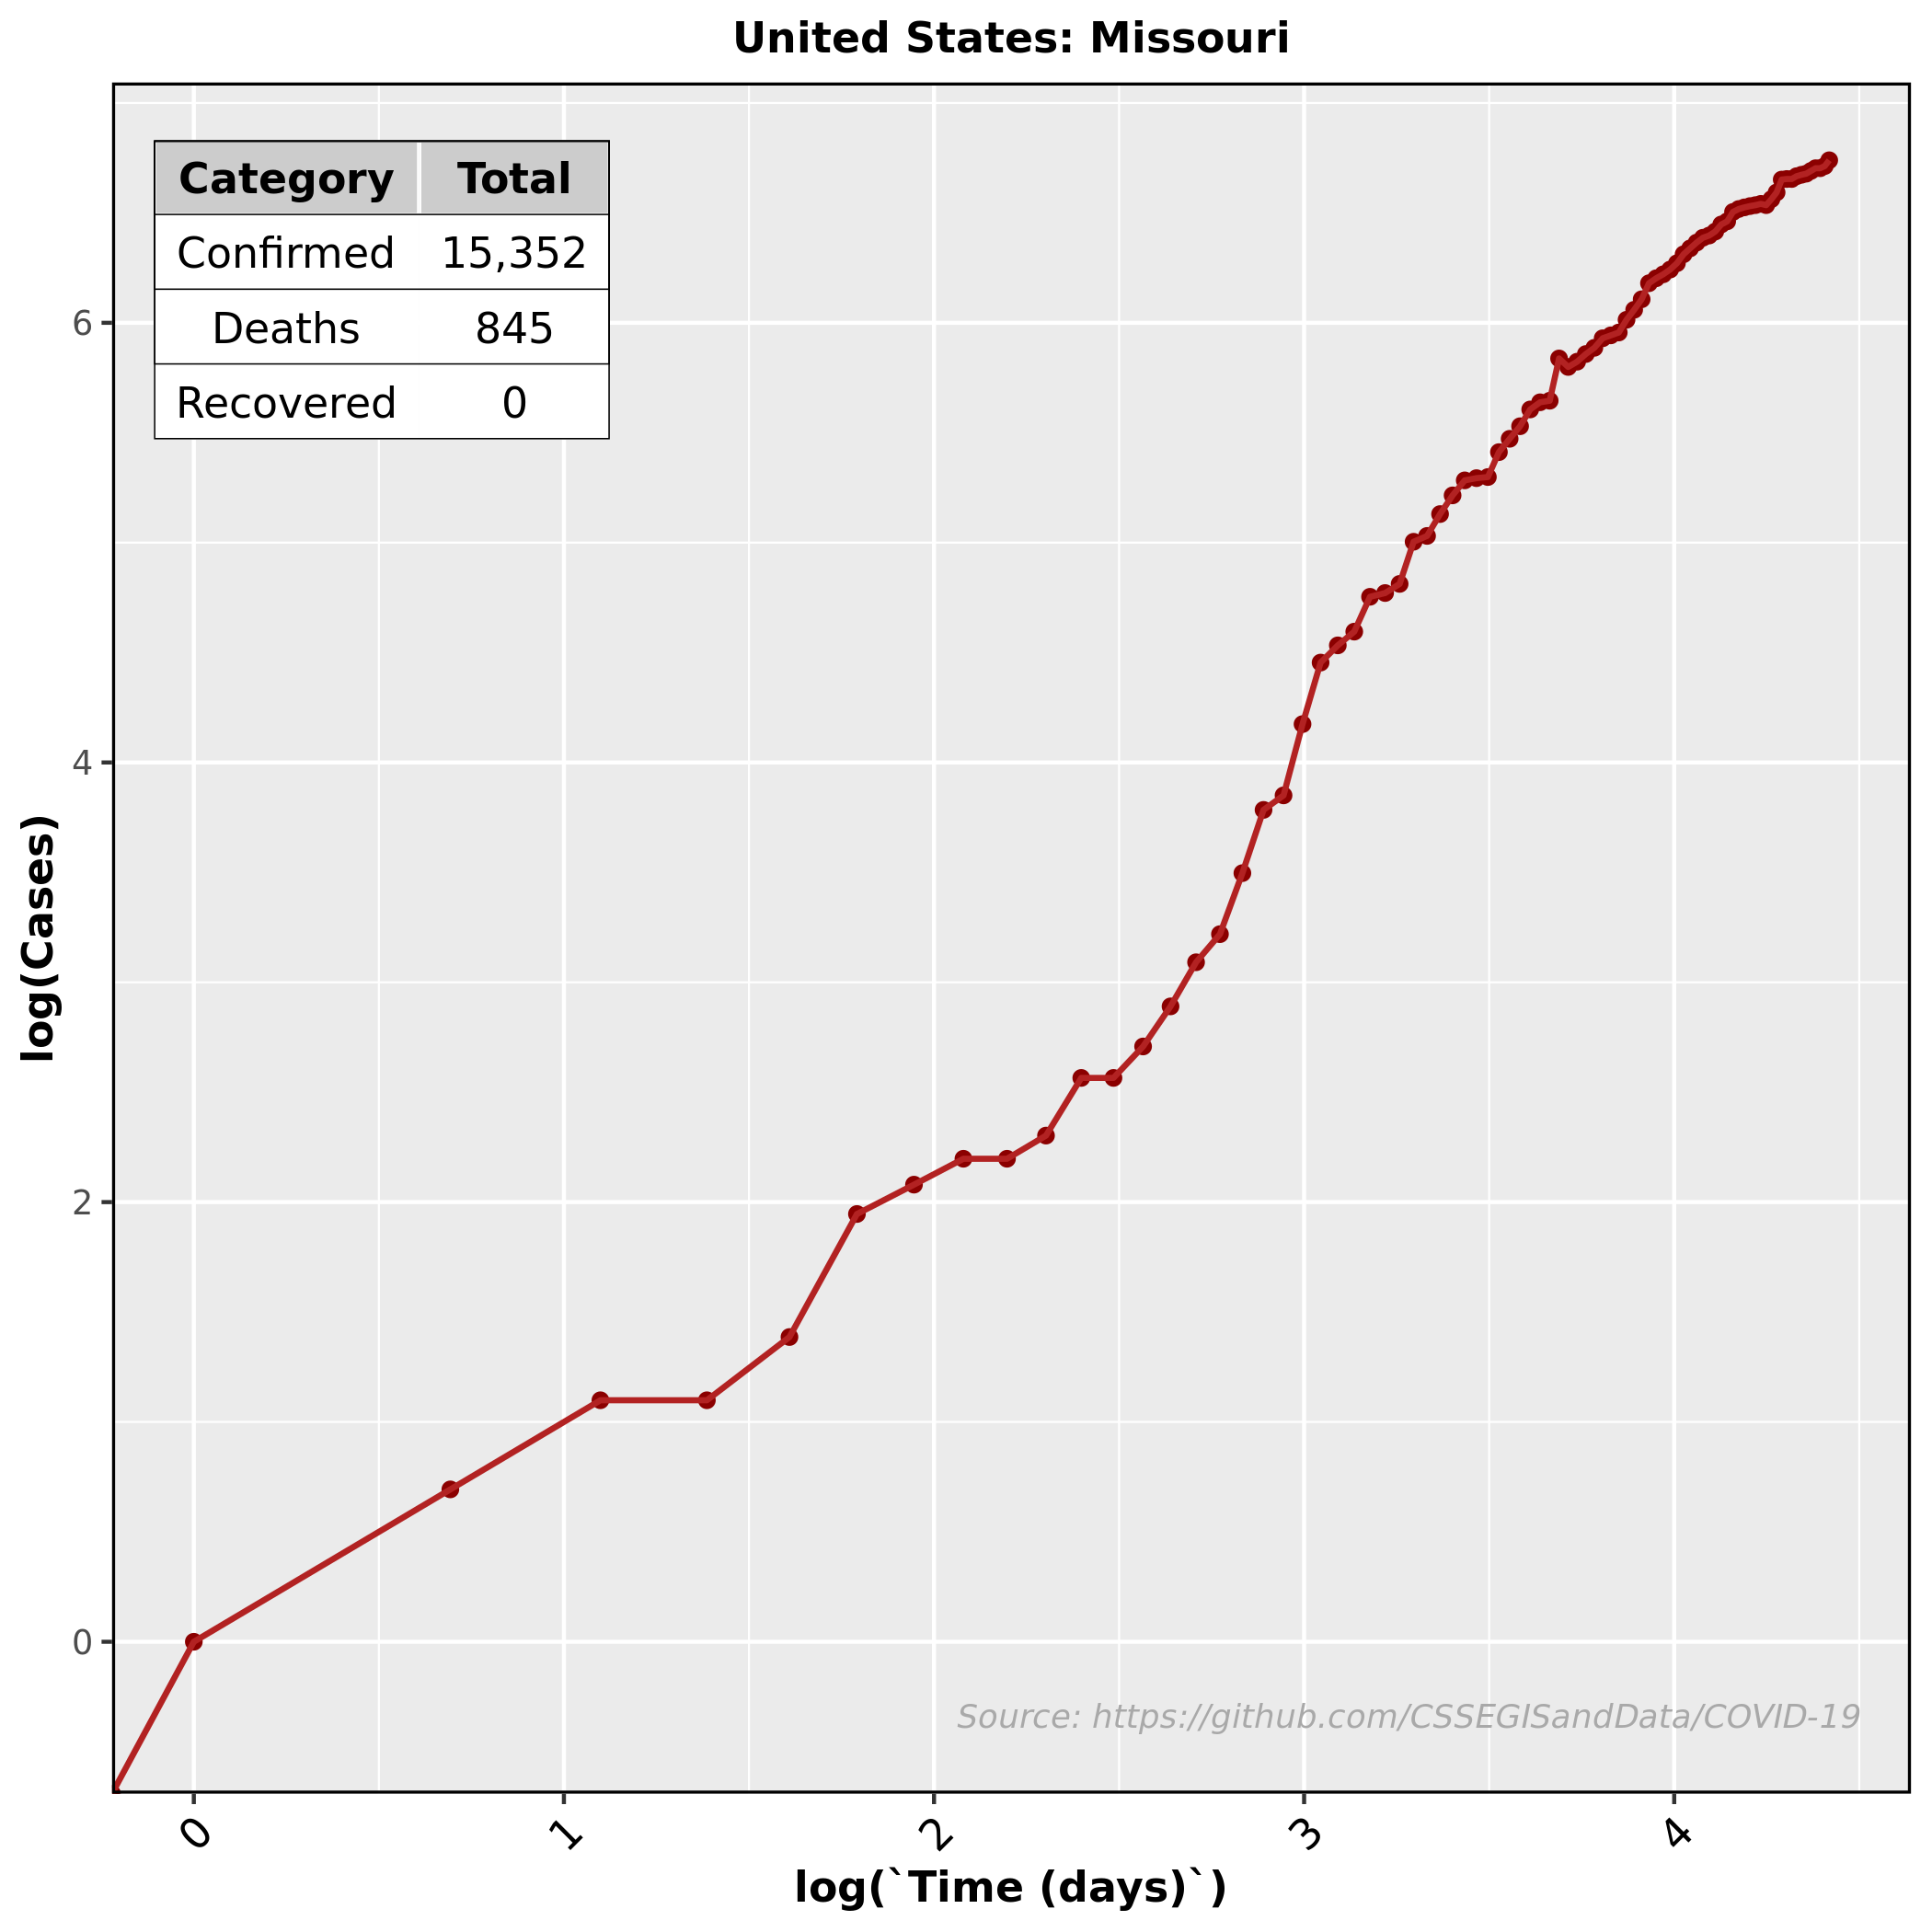 United States: Missouri
Category Total
Confirmed 15,352
Deaths 845
Recovered 0
6
4
2
0
log(Cases)
Source: https://github.com/CSSEGISandData/COVID-19
0 1 2 3 4
log(`Time (days)`)